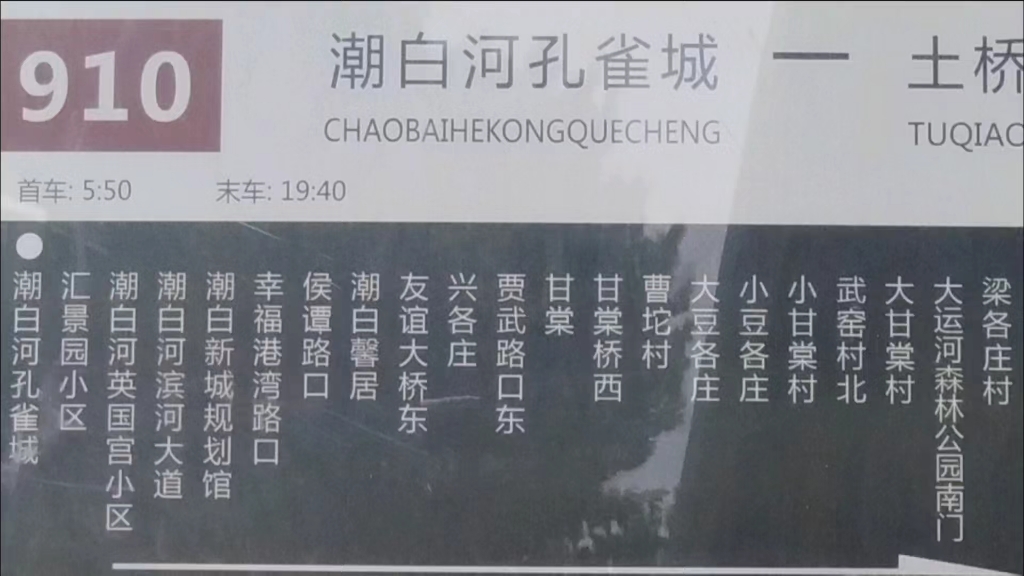 910
潮白河孔雀城 — 土桥
CHAOBAIHEKONGQUECHENG TUQIAO
首车: 5:50 末车: 19:40
潮白河孔雀城
汇景园小区
潮白河英国宫小区
潮白河滨河大道
潮白新城规划馆
幸福港湾路口
侯谭路口
潮白馨居
友谊大桥东
兴各庄
贾武路口东
甘棠
甘棠桥西
曹坨村
大豆各庄
小豆各庄
小甘棠村
武窑村北
大甘棠村
大运河森林公园南门
梁各庄村